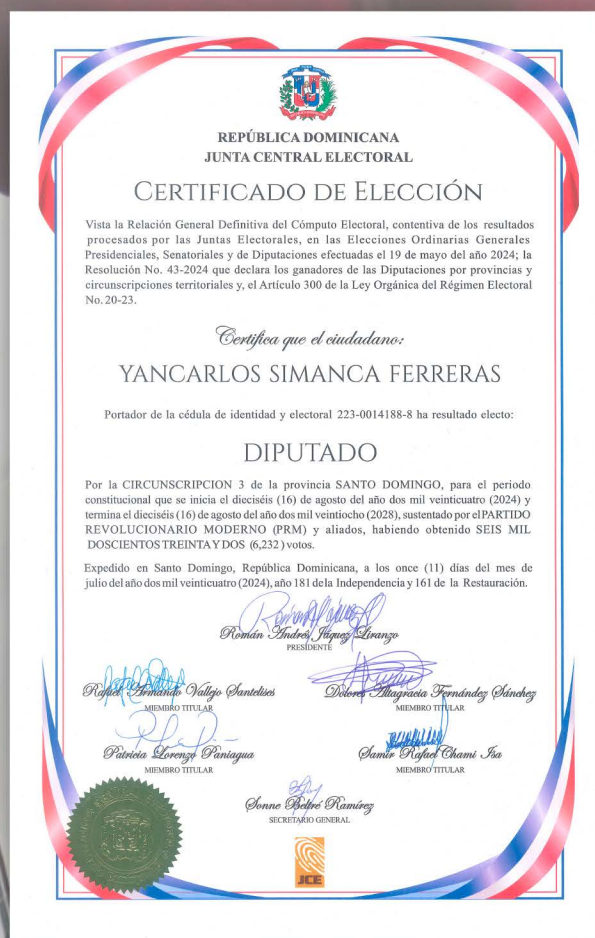 REPÚBLICA DOMINICANA
JUNTA CENTRAL ELECTORAL
CERTIFICADO DE ELECCIÓN
Vista la Relación General Definitiva del Cómputo Electoral, contentiva de los resultados
procesados por las Juntas Electorales, en las Elecciones Ordinarias Generales
Presidenciales, Senatoriales y de Diputaciones efectuadas el 19 de mayo del año 2024; la
Resolución No. 43-2024 que declara los ganadores de las Diputaciones por provincias y
circunscripciones territoriales y, el Artículo 300 de la Ley Orgánica del Régimen Electoral
No. 20-23.
Certifica que el ciudadano:
YANCARLOS SIMANCA FERRERAS
Portador de la cédula de identidad y electoral 223-0014188-8 ha resultado electo:
DIPUTADO
Por la CIRCUNSCRIPCION 3 de la provincia SANTO DOMINGO, para el periodo
constitucional que se inicia el dieciséis (16) de agosto del año dos mil veinticuatro (2024) y
termina el dieciséis (16) de agosto del año dos mil veintiocho (2028), sustentado por el PARTIDO
REVOLUCIONARIO MODERNO (PRM) y aliados, habiendo obtenido SEIS MIL
DOSCIENTOS TREINTA Y DOS (6,232) votos.
Expedido en Santo Domingo, República Dominicana, a los once (11) días del mes de
julio del año dos mil veinticuatro (2024), año 181 de la Independencia y 161 de la Restauración.
Román Andrés Jáquez Liranzo
PRESIDENTE
Rafael Armando Vallejo Santelises
MIEMBRO TITULAR
Dolores Altagracia Fernández Sánchez
MIEMBRO TITULAR
Patricia Lorenzo Paniagua
MIEMBRO TITULAR
Samir Rafael Chami Isa
MIEMBRO TITULAR
Sonne Beltré Ramírez
SECRETARIO GENERAL
JCE